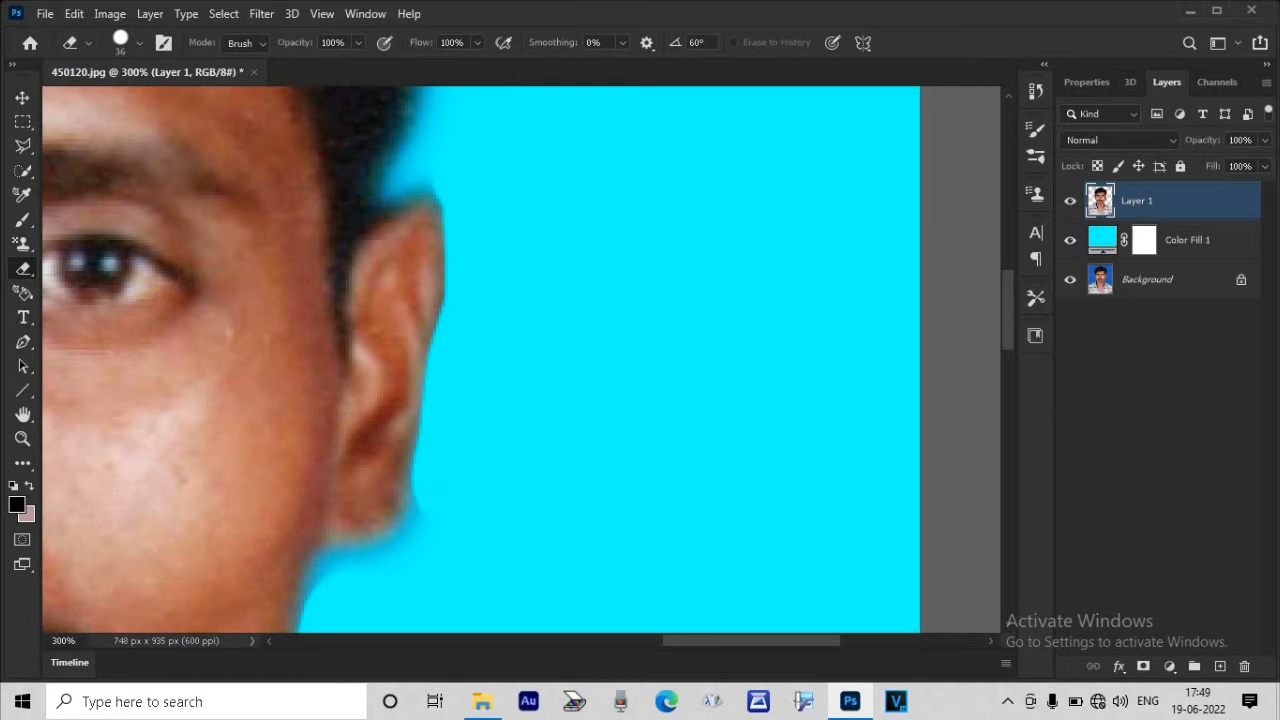 Ps File Edit Image Layer Type Select Filter 3D View Window Help
36 Mode: Brush Opacity: 100% Flow: 100% Smoothing: 0% 60° Erase to History
450120.jpg @ 300% (Layer 1, RGB/8#) *
Properties 3D Layers Channels
Kind
Normal Opacity: 100%
Lock: Fill: 100%
Layer 1
Color Fill 1
Background
Activate Windows
Go to Settings to activate Windows.
300% 748 px x 935 px (600 ppi)
Timeline
Type here to search
Au Ps V
ENG
17:49
19-06-2022